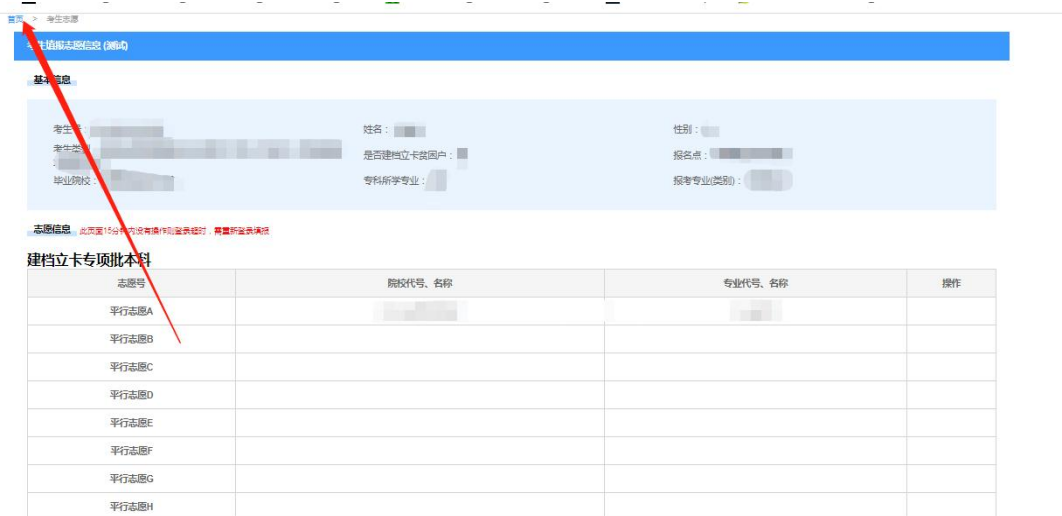 首页 > 考生志愿
考生填报志愿信息(测试)
基本信息
考生号： 姓名： 性别：
考生类别 是否建档立卡贫困户： 报名点：
毕业院校： 专科所学专业： 报考专业(类别)：
志愿信息 此页面15分钟内没有操作则登录超时，需重新登录填报
建档立卡专项批本科
志愿号 院校代号、名称 专业代号、名称 操作
平行志愿A
平行志愿B
平行志愿C
平行志愿D
平行志愿E
平行志愿F
平行志愿G
平行志愿H